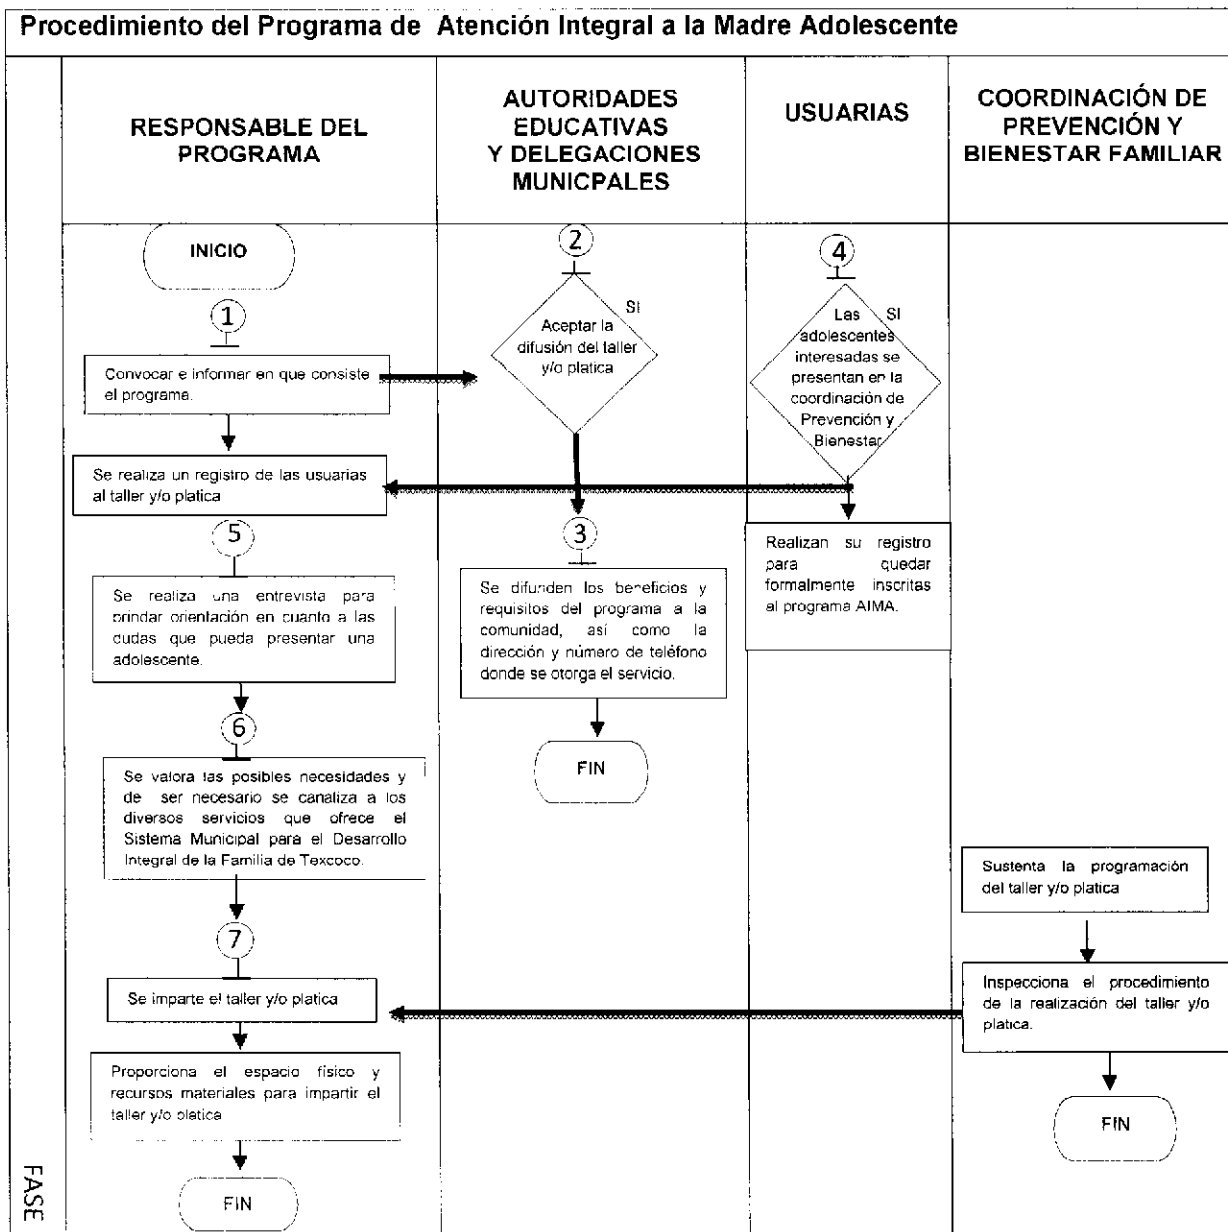 Procedimiento del Programa de Atención Integral a la Madre Adolescente
RESPONSABLE DEL
PROGRAMA
AUTORIDADES
EDUCATIVAS
Y DELEGACIONES
MUNICPALES
USUARIAS
COORDINACIÓN DE
PREVENCIÓN Y
BIENESTAR FAMILIAR
INICIO
1
Convocar e informar en que consiste
el programa.
Se realiza un registro de las usuarias
al taller y/o platica
5
Se realiza una entrevista para
brindar orientación en cuanto a las
dudas que pueda presentar una
adolescente.
6
Se valora las posibles necesidades y
de ser necesario se canaliza a los
diversos servicios que ofrece el
Sistema Municipal para el Desarrollo
Integral de la Familia de Texcoco.
7
Se imparte el taller y/o platica
Proporciona el espacio físico y
recursos materiales para impartir el
taller y/o platica
FIN
2
SI
Aceptar la
difusión del taller
y/o platica
3
Se difunden los beneficios y
requisitos del programa a la
comunidad, así como la
dirección y número de teléfono
donde se otorga el servicio.
FIN
4
Las SI
adolescentes
interesadas se
presentan en la
coordinación de
Prevención y
Bienestar
Realizan su registro
para quedar
formalmente inscritas
al programa AIMA.
Sustenta la programación
del taller y/o platica
Inspecciona el procedimiento
de la realización del taller y/o
platica.
FIN
FASE